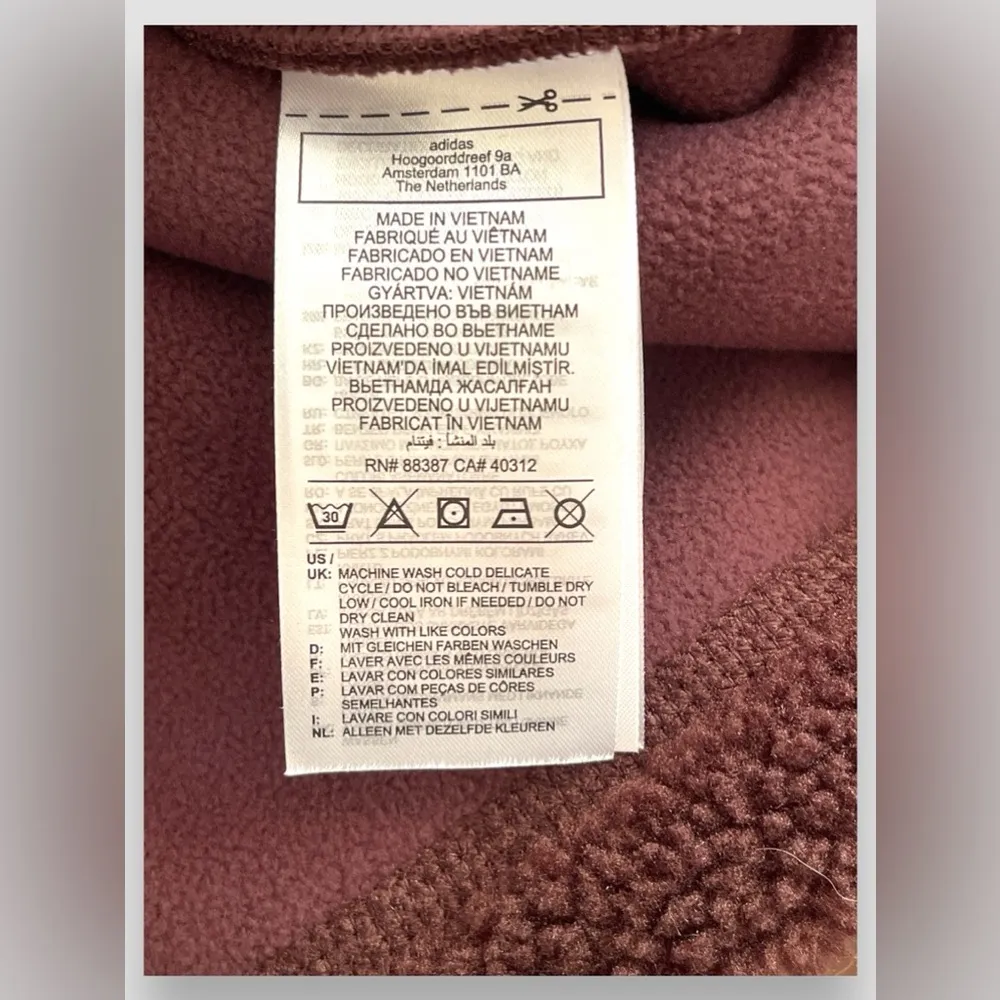 adidas
Hoogoorddreef 9a
Amsterdam 1101 BA
The Netherlands
MADE IN VIETNAM
FABRIQUÉ AU VIÊTNAM
FABRICADO EN VIETNAM
FABRICADO NO VIETNAME
GYÁRTVA: VIETNÁM
ПРОИЗВЕДЕНО ВЪВ ВИЕТНАМ
СДЕЛАНО ВО ВЬЕТНАМЕ
PROIZVEDENO U VIJETNAMU
VİETNAM'DA İMAL EDİLMİŞTİR.
ВЬЕТНАМДА ЖАСАЛҒАН
PROIZVEDENO U VIJETNAMU
FABRICAT ÎN VIETNAM
بلد المنشأ : فيتنام
RN# 88387 CA# 40312
30
US /
UK: MACHINE WASH COLD DELICATE
CYCLE / DO NOT BLEACH / TUMBLE DRY
LOW / COOL IRON IF NEEDED / DO NOT
DRY CLEAN
WASH WITH LIKE COLORS
D: MIT GLEICHEN FARBEN WASCHEN
F: LAVER AVEC LES MÊMES COULEURS
E: LAVAR CON COLORES SIMILARES
P: LAVAR COM PEÇAS DE CÔRES
SEMELHANTES
I: LAVARE CON COLORI SIMILI
NL: ALLEEN MET DEZELFDE KLEUREN